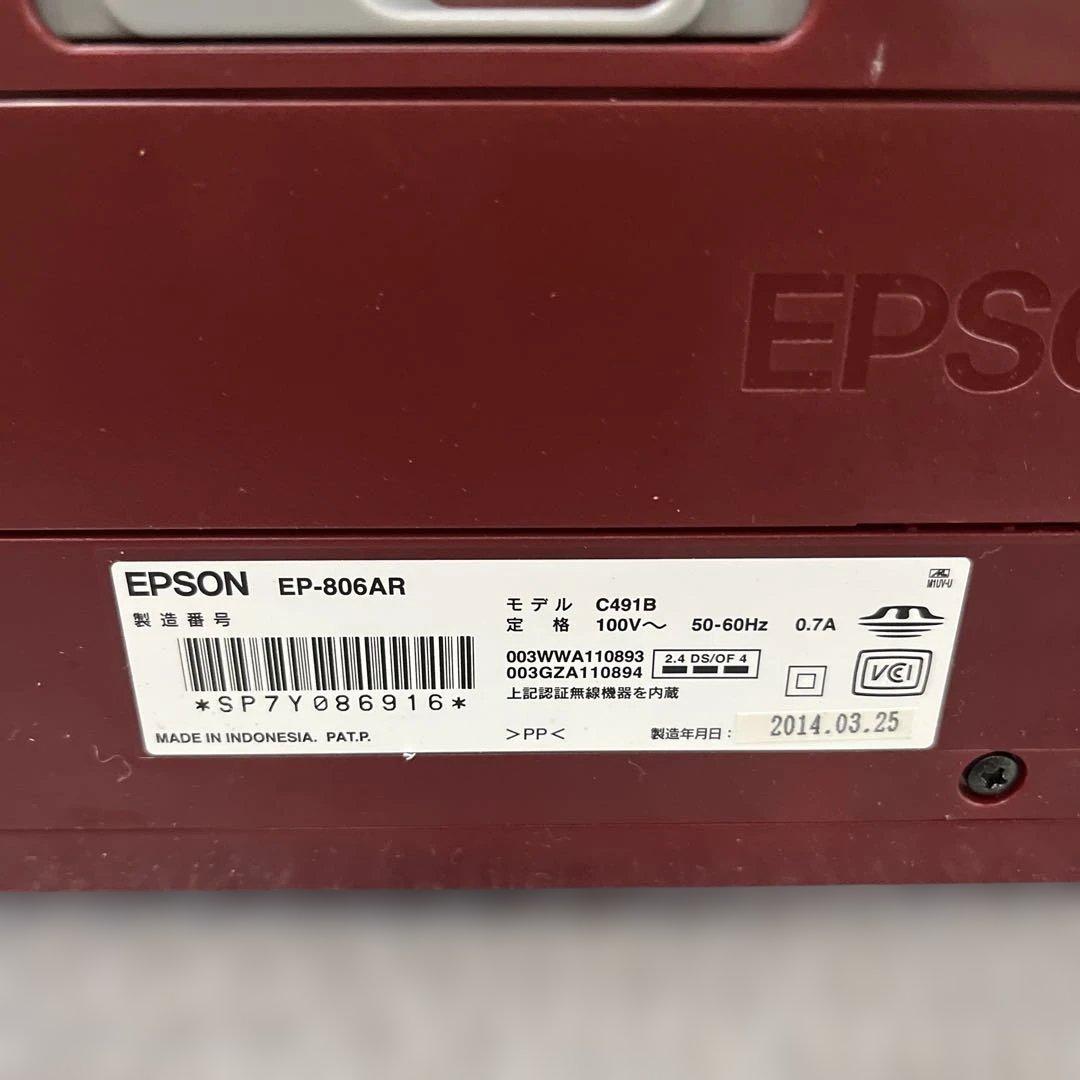 EPSO
EPSON EP-806AR
製造番号
*SP7Y086916*
MADE IN INDONESIA. PAT.P.
モデル C491B
定格 100V〜 50-60Hz 0.7A
003WWA110893
003GZA110894
2.4 DS/OF 4
上記認証無線機器を内蔵
>PP<
製造年月日: 2014.03.25
M1UV-U
VCCI